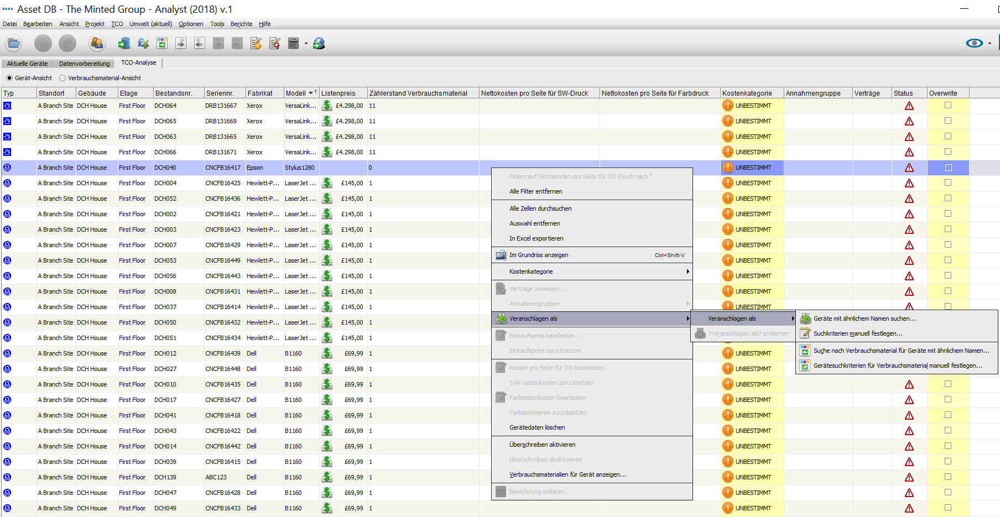 Asset DB - The Minted Group - Analyst (2018) v.1
Datei Bearbeiten Ansicht Projekt TCO Umwelt (aktuell) Optionen Tools Berichte Hilfe
Aktuelle Geräte Datenvorbereitung TCO-Analyse
Gerät-Ansicht Verbrauchsmaterial-Ansicht
Typ Standort Gebäude Etage Bestandsnr. Seriennr. Fabrikat Modell 1 Listenpreis Zählerstand Verbrauchsmaterial Nettokosten pro Seite für SW-Druck Nettokosten pro Seite für Farbdruck Kostenkategorie Annahmengruppe Verträge Status Overwrite
A Branch Site DCH House First Floor DCH064 DRB131667 Xerox VersaLink... £4.298,00 11 UNBESTIMMT
A Branch Site DCH House First Floor DCH065 DRB131669 Xerox VersaLink... £4.298,00 11 UNBESTIMMT
A Branch Site DCH House First Floor DCH063 DRB131665 Xerox VersaLink... £4.298,00 11 UNBESTIMMT
A Branch Site DCH House First Floor DCH066 DRB131671 Xerox VersaLink... £4.298,00 11 UNBESTIMMT
A Branch Site DCH House First Floor DCH040 CNCFB16417 Epson Stylus1280 0 UNBESTIMMT
A Branch Site DCH House First Floor DCH004 CNCFB16425 Hewlett-P... LaserJet ... £145,00 1 UNBESTIMMT
A Branch Site DCH House First Floor DCH052 CNCFB16436 Hewlett-P... LaserJet ... £145,00 1 UNBESTIMMT
A Branch Site DCH House First Floor DCH002 CNCFB16421 Hewlett-P... LaserJet ... £145,00 1 UNBESTIMMT
A Branch Site DCH House First Floor DCH003 CNCFB16423 Hewlett-P... LaserJet ... £145,00 1 UNBESTIMMT
A Branch Site DCH House First Floor DCH007 CNCFB16429 Hewlett-P... LaserJet ... £145,00 1 UNBESTIMMT
A Branch Site DCH House First Floor DCH053 CNCFB16449 Hewlett-P... LaserJet ... £145,00 1 UNBESTIMMT
A Branch Site DCH House First Floor DCH056 CNCFB16443 Hewlett-P... LaserJet ... £145,00 1 UNBESTIMMT
A Branch Site DCH House First Floor DCH008 CNCFB16431 Hewlett-P... LaserJet ... £145,00 1 UNBESTIMMT
A Branch Site DCH House First Floor DCH037 CNCFB16414 Hewlett-P... LaserJet ... £145,00 1 UNBESTIMMT
A Branch Site DCH House First Floor DCH050 CNCFB16432 Hewlett-P... LaserJet ... £145,00 1
A Branch Site DCH House First Floor DCH051 CNCFB16434 Hewlett-P... LaserJet ... £145,00 1
A Branch Site DCH House First Floor DCH012 CNCFB16439 Dell B1160 £69,99 1 UNBESTIMMT
A Branch Site DCH House First Floor DCH027 CNCFB16448 Dell B1160 £69,99 1 UNBESTIMMT
A Branch Site DCH House First Floor DCH010 CNCFB16435 Dell B1160 £69,99 1 UNBESTIMMT
A Branch Site DCH House First Floor DCH017 CNCFB16427 Dell B1160 £69,99 1 UNBESTIMMT
A Branch Site DCH House First Floor DCH041 CNCFB16418 Dell B1160 £69,99 1 UNBESTIMMT
A Branch Site DCH House First Floor DCH043 CNCFB16422 Dell B1160 £69,99 1 UNBESTIMMT
A Branch Site DCH House First Floor DCH014 CNCFB16442 Dell B1160 £69,99 1 UNBESTIMMT
A Branch Site DCH House First Floor DCH039 CNCFB16415 Dell B1160 £69,99 1 UNBESTIMMT
A Branch Site DCH House First Floor DCH139 ABC123 Dell B1160 £69,99 1 UNBESTIMMT
A Branch Site DCH House First Floor DCH047 CNCFB16428 Dell B1160 £69,99 1 UNBESTIMMT
A Branch Site DCH House First Floor DCH049 CNCFB16433 Dell B1160 £69,99 1 UNBESTIMMT
Filtern auf Nettokosten pro Seite für SW-Druck nach "
Alle Filter entfernen
Alle Zellen durchsuchen
Auswahl entfernen
In Excel exportieren
Im Grundriss anzeigen Ctrl+Shift-V
Kostenkategorie
Verträge zuweisen...
Annahmengruppen
Veranschlagen als
Einkaufspreis bearbeiten...
Einkaufspreis zurücksetzen
Kosten pro Seite für SW bearbeiten...
S/W-Seitenkosten zurücksetzen
Farbseitenkosten bearbeiten
Farbseitenpreis zurücksetzen
Gerätedaten löschen
Überschreiben aktivieren
Überschreiben deaktivieren
Verbrauchsmaterialien für Gerät anzeigen...
Berechnung erklären...
Veranschlagen als
?Veranschlagen als? entfernen
Geräte mit ähnlichem Namen suchen...
Suchkriterien manuell festlegen...
Suche nach Verbrauchsmaterial für Geräte mit ähnlichem Namen...
Gerätesuchkriterien für Verbrauchsmaterial manuell festlegen...